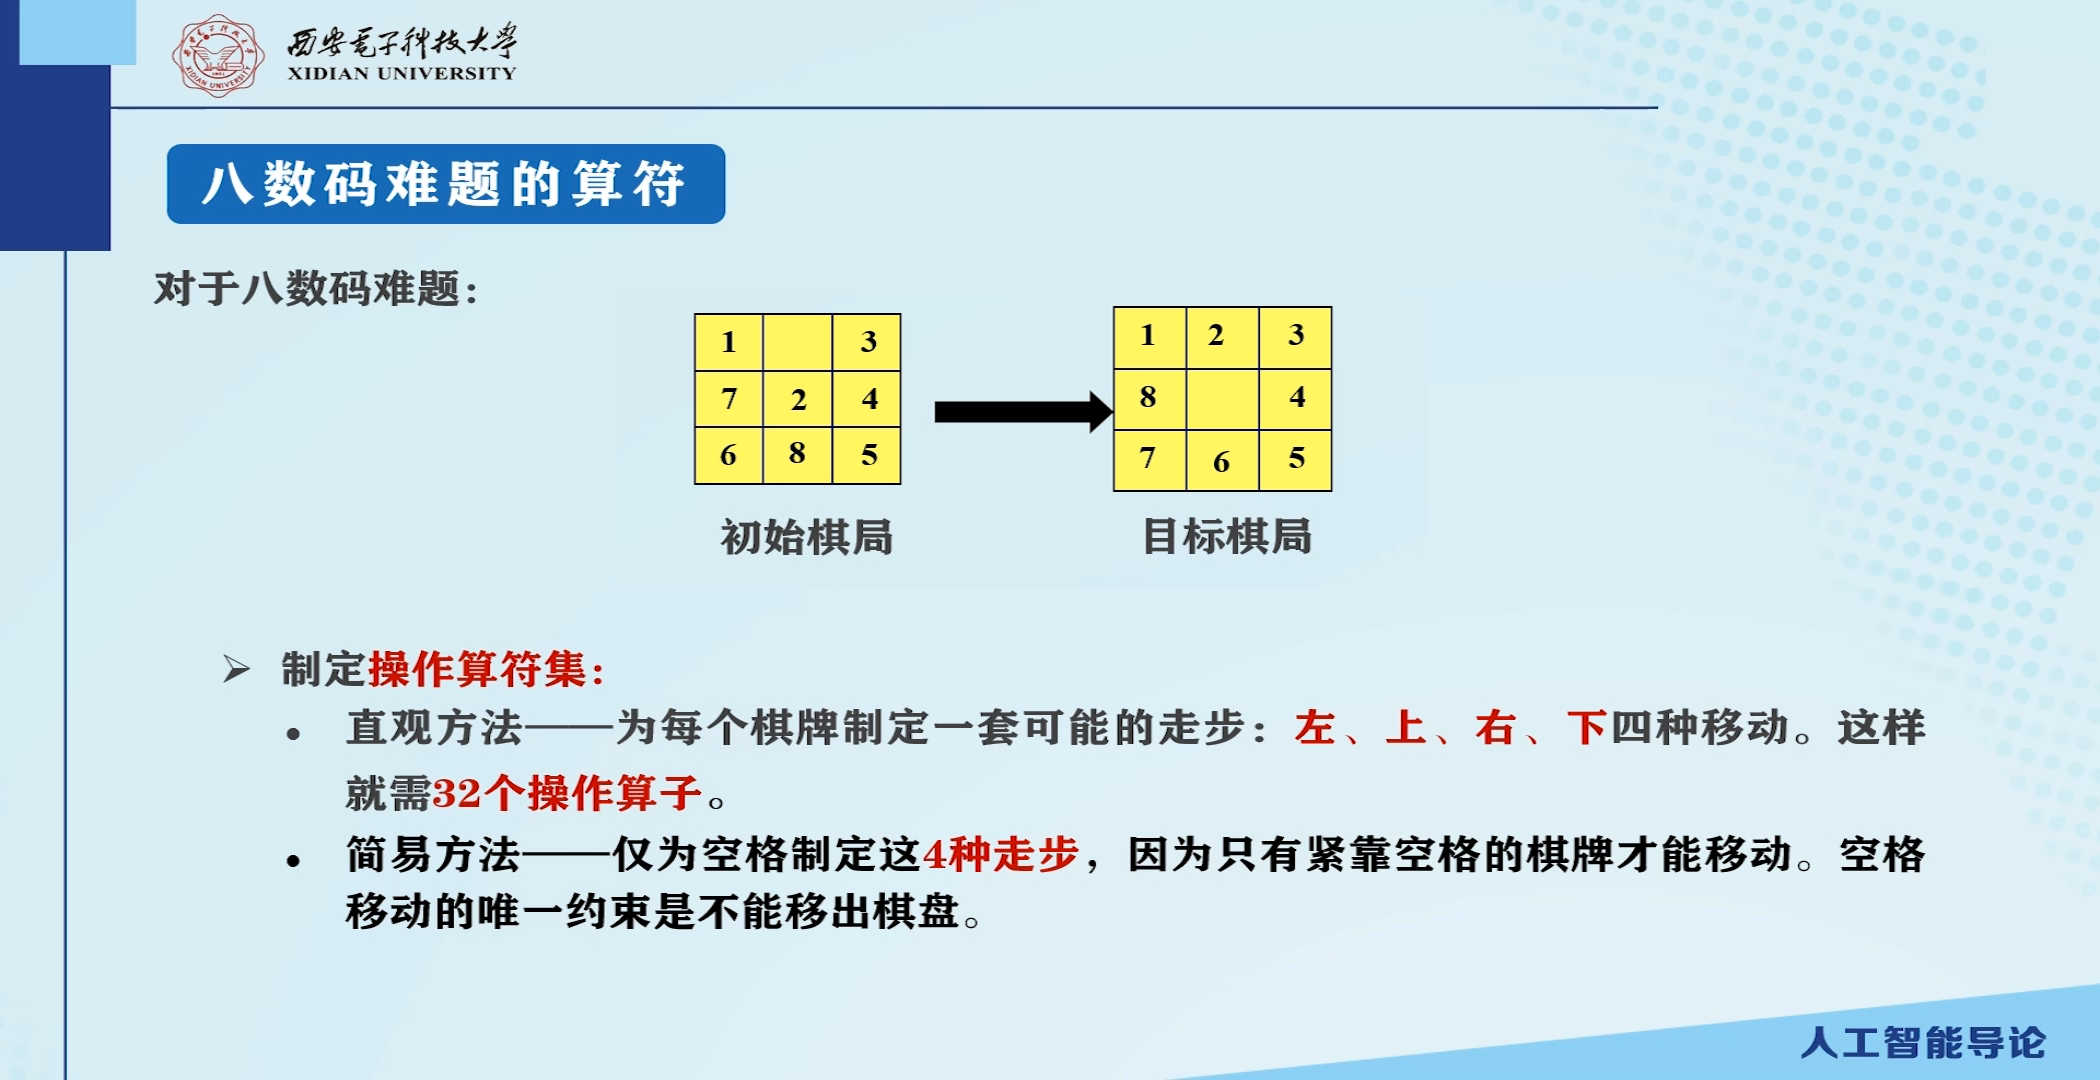 西安电子科技大学
XIDIAN UNIVERSITY
八数码难题的算符
对于八数码难题：
1 3
7 2 4
6 8 5
1 2 3
8 4
7 6 5
初始棋局
目标棋局
制定操作算符集：
直观方法——为每个棋牌制定一套可能的走步：左、上、右、下四种移动。这样
就需32个操作算子。
简易方法——仅为空格制定这4种走步，因为只有紧靠空格的棋牌才能移动。空格
移动的唯一约束是不能移出棋盘。
人工智能导论